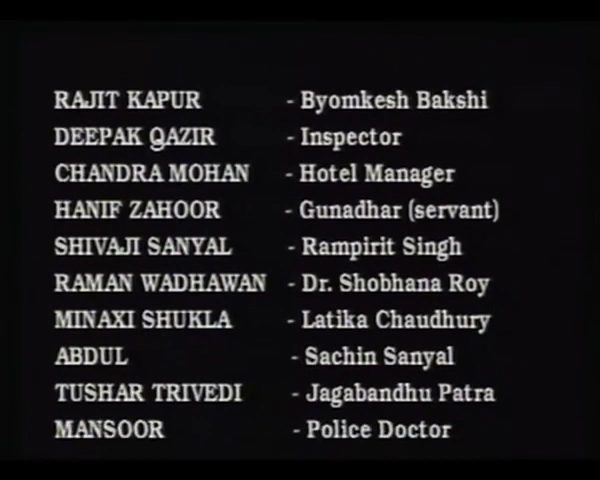 RAJIT KAPUR - Byomkesh Bakshi
DEEPAK QAZIR - Inspector
CHANDRA MOHAN - Hotel Manager
HANIF ZAHOOR - Gunadhar (servant)
SHIVAJI SANYAL - Rampirit Singh
RAMAN WADHAWAN - Dr. Shobhana Roy
MINAXI SHUKLA - Latika Chaudhury
ABDUL - Sachin Sanyal
TUSHAR TRIVEDI - Jagabandhu Patra
MANSOOR - Police Doctor